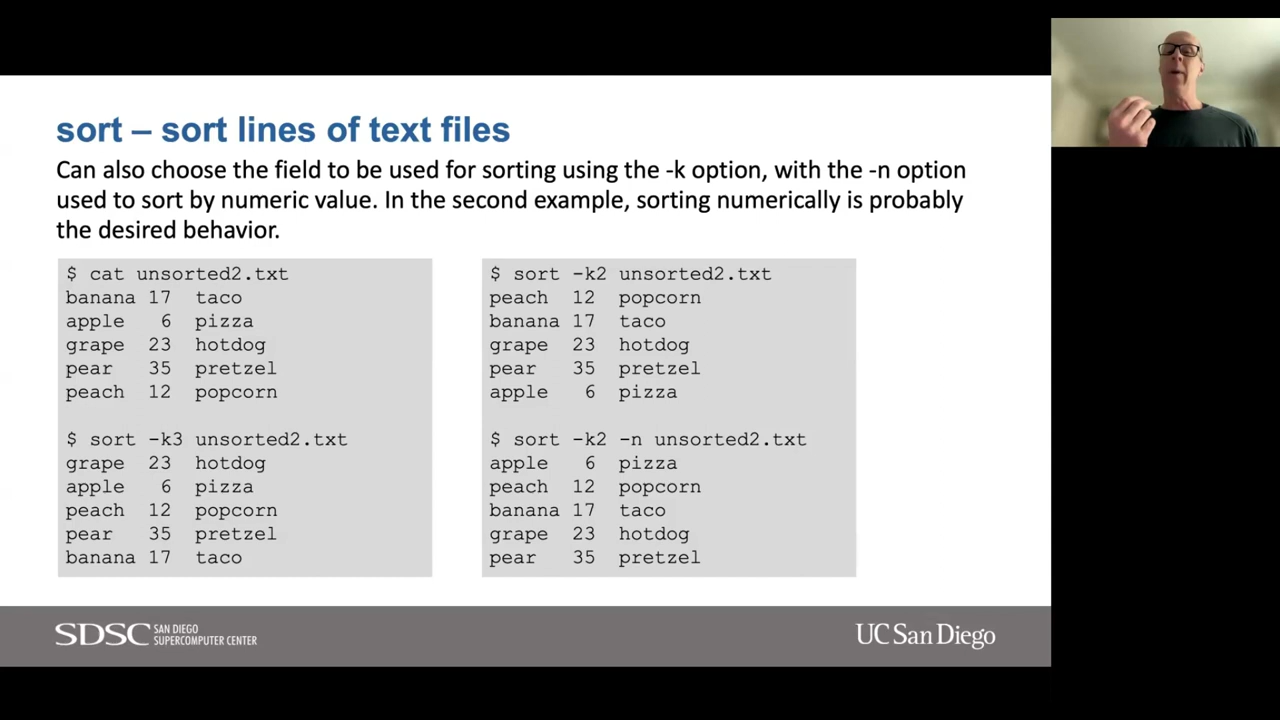 sort – sort lines of text files
Can also choose the field to be used for sorting using the -k option, with the -n option
used to sort by numeric value. In the second example, sorting numerically is probably
the desired behavior.
$ cat unsorted2.txt
banana 17  taco
apple   6  pizza
grape  23  hotdog
pear   35  pretzel
peach  12  popcorn
$ sort -k3 unsorted2.txt
grape  23  hotdog
apple   6  pizza
peach  12  popcorn
pear   35  pretzel
banana 17  taco
$ sort -k2 unsorted2.txt
peach  12  popcorn
banana 17  taco
grape  23  hotdog
pear   35  pretzel
apple   6  pizza
$ sort -k2 -n unsorted2.txt
apple   6  pizza
peach  12  popcorn
banana 17  taco
grape  23  hotdog
pear   35  pretzel
SDSC SAN DIEGO
SUPERCOMPUTER CENTER
UC San Diego